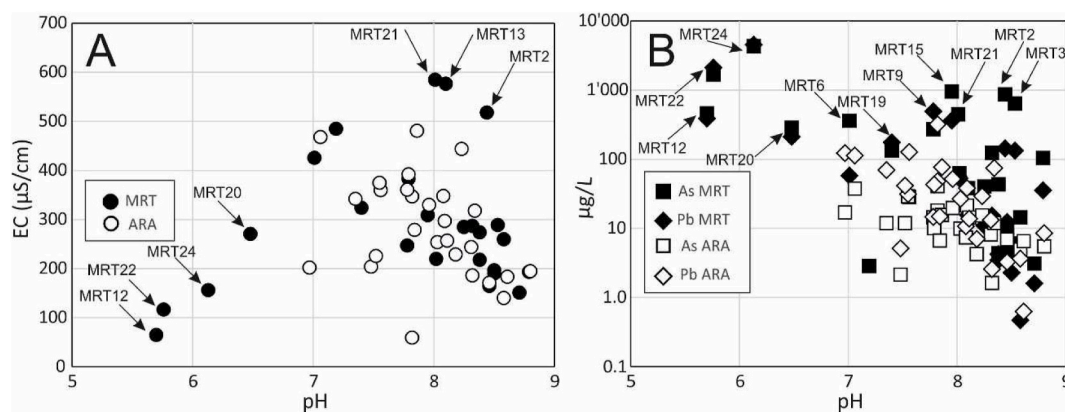 A
EC (µS/cm)
700
600
500
400
300
200
100
0
MRT21
MRT13
MRT2
MRT20
MRT24
MRT22
MRT12
MRT
ARA
5 6 7 8 9
pH
B
µg/L
10'000
1'000
100
10
1.0
0.1
MRT24
MRT22
MRT12
MRT20
MRT6
MRT19
MRT9
MRT15
MRT21
MRT2
MRT3
As MRT
Pb MRT
As ARA
Pb ARA
5 6 7 8 9
pH